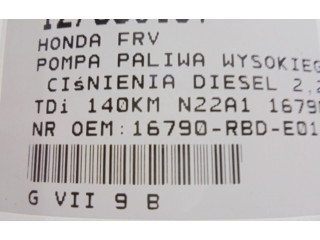 HONDA FRV
POMPA PALIWA WYSOKIEG
CIśNIENIA DIESEL 2,2
TDi 140KM N22A1 1679
NR OEM:16790-RBD-E01
G VII 9 B